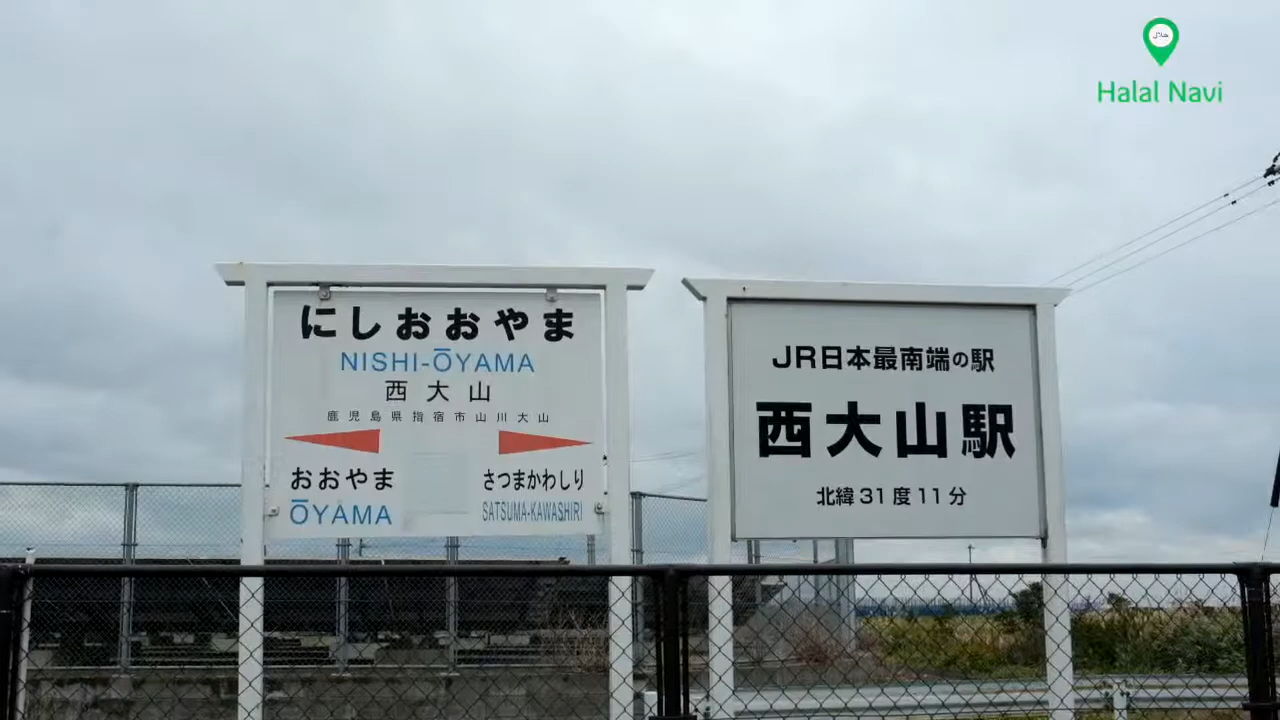 حلال
Halal Navi
にしおおやま
NISHI-ŌYAMA
西大山
鹿児島県指宿市山川大山
おおやま
ŌYAMA
さつまかわしり
SATSUMA-KAWASHIRI
JR日本最南端の駅
西大山駅
北緯31度11分